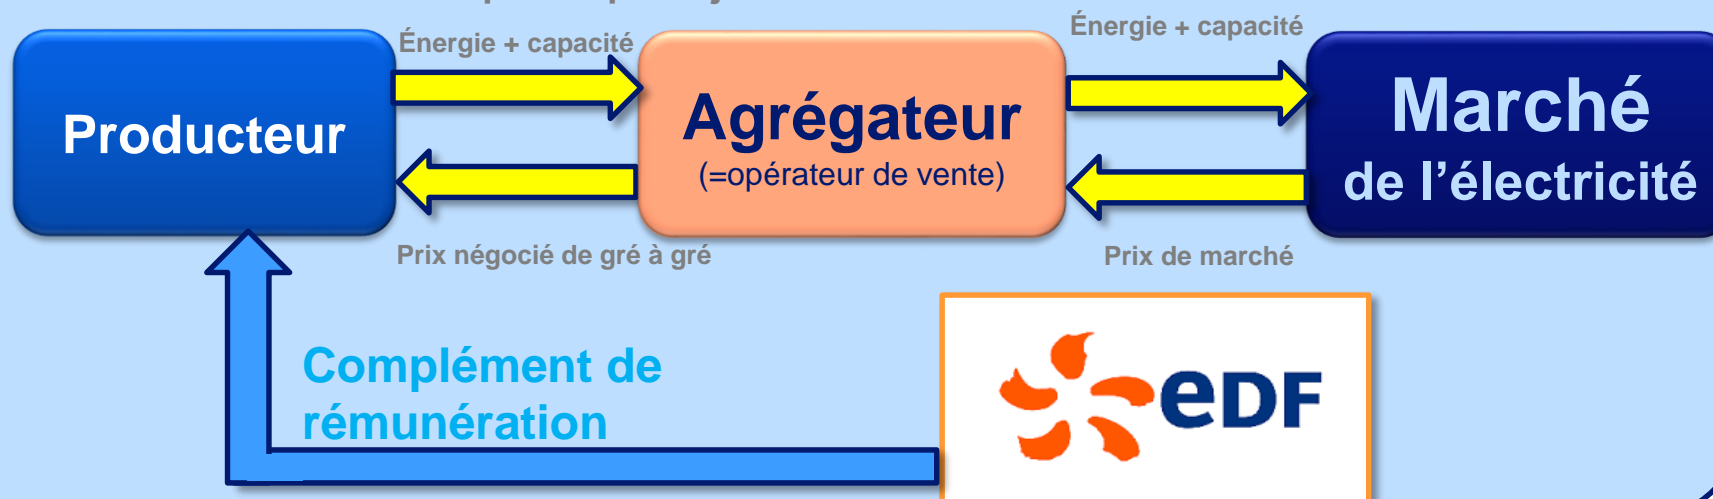 Énergie + capacité
Énergie + capacité
Producteur
Agrégateur
(=opérateur de vente)
Marché
de l’électricité
Prix négocié de gré à gré
Prix de marché
Complément de
rémunération
eDF